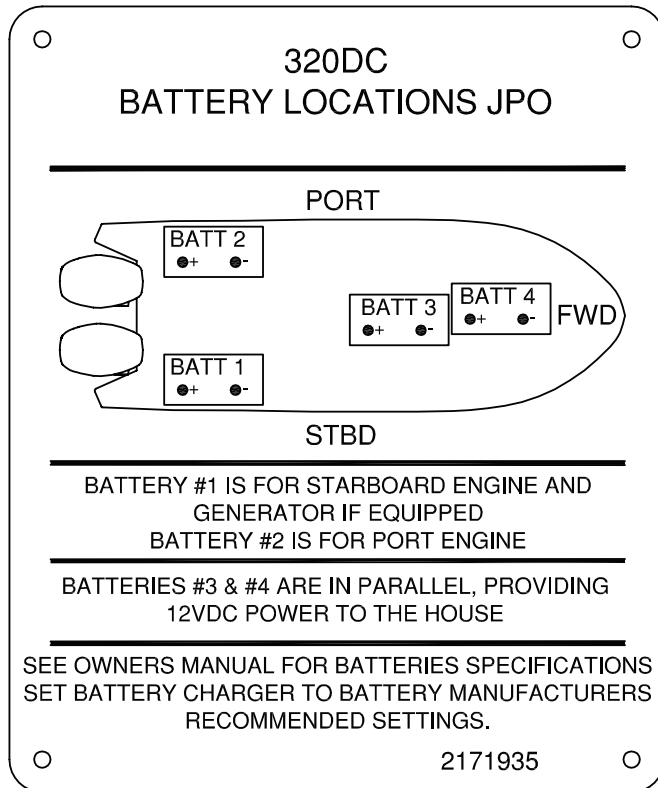 320DC
BATTERY LOCATIONS JPO
PORT
BATT 2
+ -
BATT 3
+ -
BATT 4
+ -
FWD
BATT 1
+ -
STBD
BATTERY #1 IS FOR STARBOARD ENGINE AND
GENERATOR IF EQUIPPED
BATTERY #2 IS FOR PORT ENGINE
BATTERIES #3 & #4 ARE IN PARALLEL, PROVIDING
12VDC POWER TO THE HOUSE
SEE OWNERS MANUAL FOR BATTERIES SPECIFICATIONS
SET BATTERY CHARGER TO BATTERY MANUFACTURERS
RECOMMENDED SETTINGS.
2171935